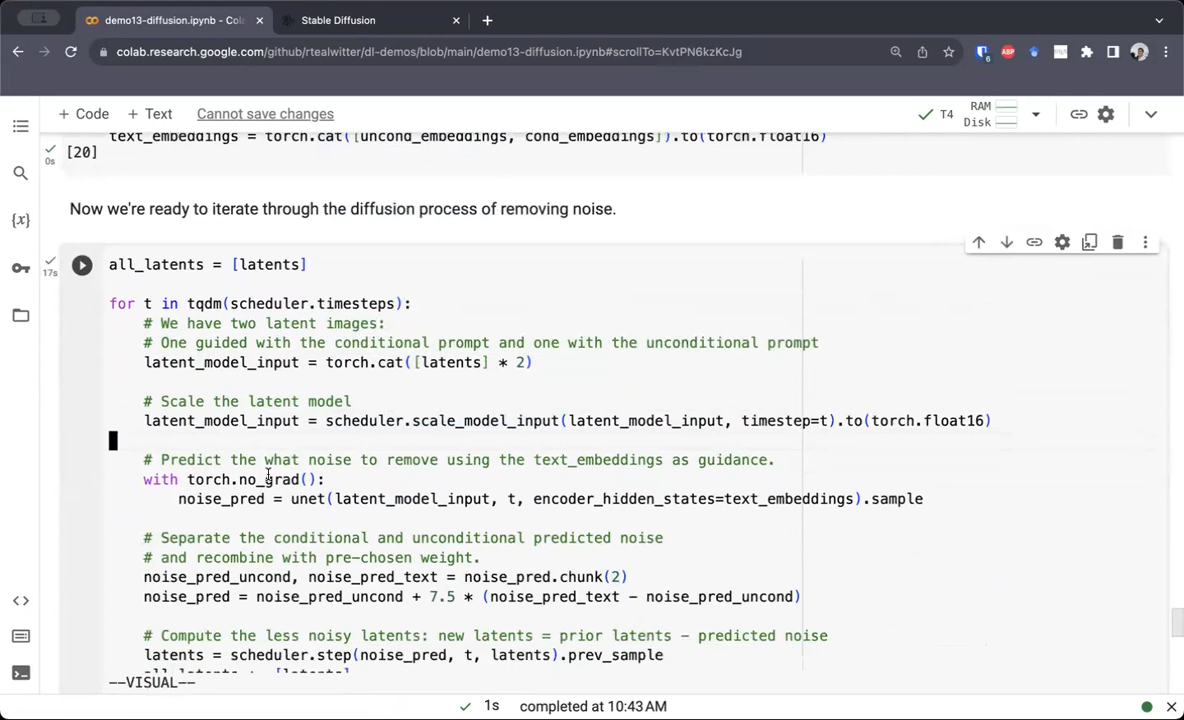 demo13-diffusion.ipynb - Cola
Stable Diffusion
colab.research.google.com/github/rtealwitter/dl-demos/blob/main/demo13-diffusion.ipynb#scrollTo=KvtPN6kzKcJg
6
ABP
+ Code + Text Cannot save changes
T4
RAM
Disk
text_embeddings = torch.cat([uncond_embeddings, cond_embeddings]).to(torch.float16)
0s
[20]
Now we're ready to iterate through the diffusion process of removing noise.
17s
all_latents = [latents]
for t in tqdm(scheduler.timesteps):
# We have two latent images:
# One guided with the conditional prompt and one with the unconditional prompt
latent_model_input = torch.cat([latents] * 2)
# Scale the latent model
latent_model_input = scheduler.scale_model_input(latent_model_input, timestep=t).to(torch.float16)
# Predict the what noise to remove using the text_embeddings as guidance.
with torch.no_grad():
noise_pred = unet(latent_model_input, t, encoder_hidden_states=text_embeddings).sample
# Separate the conditional and unconditional predicted noise
# and recombine with pre-chosen weight.
noise_pred_uncond, noise_pred_text = noise_pred.chunk(2)
noise_pred = noise_pred_uncond + 7.5 * (noise_pred_text - noise_pred_uncond)
# Compute the less noisy latents: new latents = prior latents - predicted noise
latents = scheduler.step(noise_pred, t, latents).prev_sample
--VISUAL--
1s completed at 10:43 AM